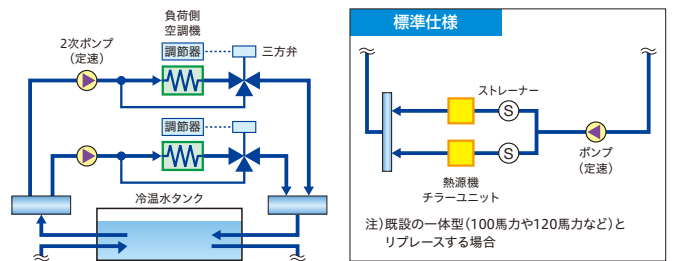 負荷側
空調機
2次ポンプ
(定速)
調節器
三方弁
調節器
冷温水タンク
標準仕様
ストレーナー
S
S
ポンプ
(定速)
熱源機
チラーユニット
注)既設の一体型(100馬力や120馬力など)と
リプレースする場合